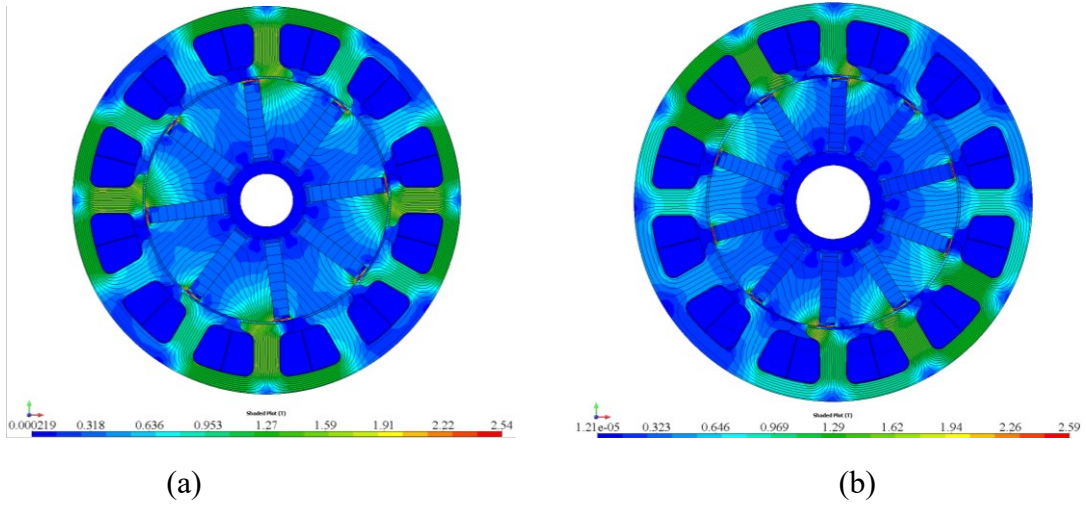 Shaded Plot (T)
0.000219 0.318 0.636 0.953 1.27 1.59 1.91 2.22 2.54
Shaded Plot (T)
1.21e-05 0.323 0.646 0.969 1.29 1.62 1.94 2.26 2.59
(a)
(b)